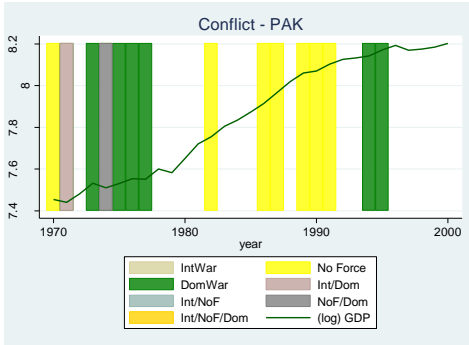 Conflict - PAK
8.2
8
7.8
7.6
7.4
1970 1980 1990 2000
year
IntWar No Force
DomWar Int/Dom
Int/NoF NoF/Dom
Int/NoF/Dom (log) GDP